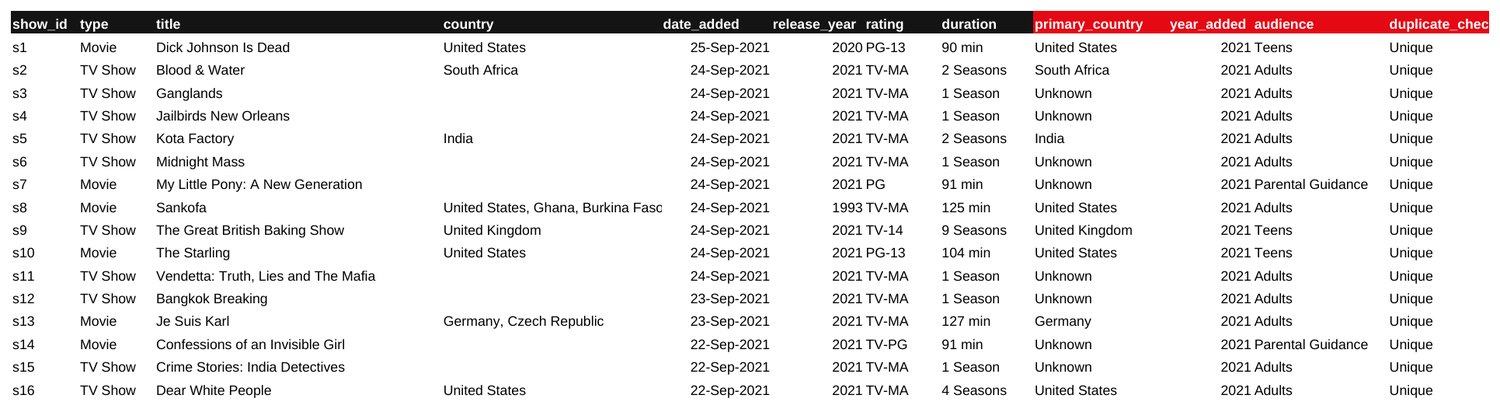 show_id type title country date_added release_year rating duration primary_country year_added audience duplicate_chec
s1 Movie Dick Johnson Is Dead United States 25-Sep-2021 2020 PG-13 90 min United States 2021 Teens Unique
s2 TV Show Blood & Water South Africa 24-Sep-2021 2021 TV-MA 2 Seasons South Africa 2021 Adults Unique
s3 TV Show Ganglands 24-Sep-2021 2021 TV-MA 1 Season Unknown 2021 Adults Unique
s4 TV Show Jailbirds New Orleans 24-Sep-2021 2021 TV-MA 1 Season Unknown 2021 Adults Unique
s5 TV Show Kota Factory India 24-Sep-2021 2021 TV-MA 2 Seasons India 2021 Adults Unique
s6 TV Show Midnight Mass 24-Sep-2021 2021 TV-MA 1 Season Unknown 2021 Adults Unique
s7 Movie My Little Pony: A New Generation 24-Sep-2021 2021 PG 91 min Unknown 2021 Parental Guidance Unique
s8 Movie Sankofa United States, Ghana, Burkina Faso 24-Sep-2021 1993 TV-MA 125 min United States 2021 Adults Unique
s9 TV Show The Great British Baking Show United Kingdom 24-Sep-2021 2021 TV-14 9 Seasons United Kingdom 2021 Teens Unique
s10 Movie The Starling United States 24-Sep-2021 2021 PG-13 104 min United States 2021 Teens Unique
s11 TV Show Vendetta: Truth, Lies and The Mafia 24-Sep-2021 2021 TV-MA 1 Season Unknown 2021 Adults Unique
s12 TV Show Bangkok Breaking 23-Sep-2021 2021 TV-MA 1 Season Unknown 2021 Adults Unique
s13 Movie Je Suis Karl Germany, Czech Republic 23-Sep-2021 2021 TV-MA 127 min Germany 2021 Adults Unique
s14 Movie Confessions of an Invisible Girl 22-Sep-2021 2021 TV-PG 91 min Unknown 2021 Parental Guidance Unique
s15 TV Show Crime Stories: India Detectives 22-Sep-2021 2021 TV-MA 1 Season Unknown 2021 Adults Unique
s16 TV Show Dear White People United States 22-Sep-2021 2021 TV-MA 4 Seasons United States 2021 Adults Unique